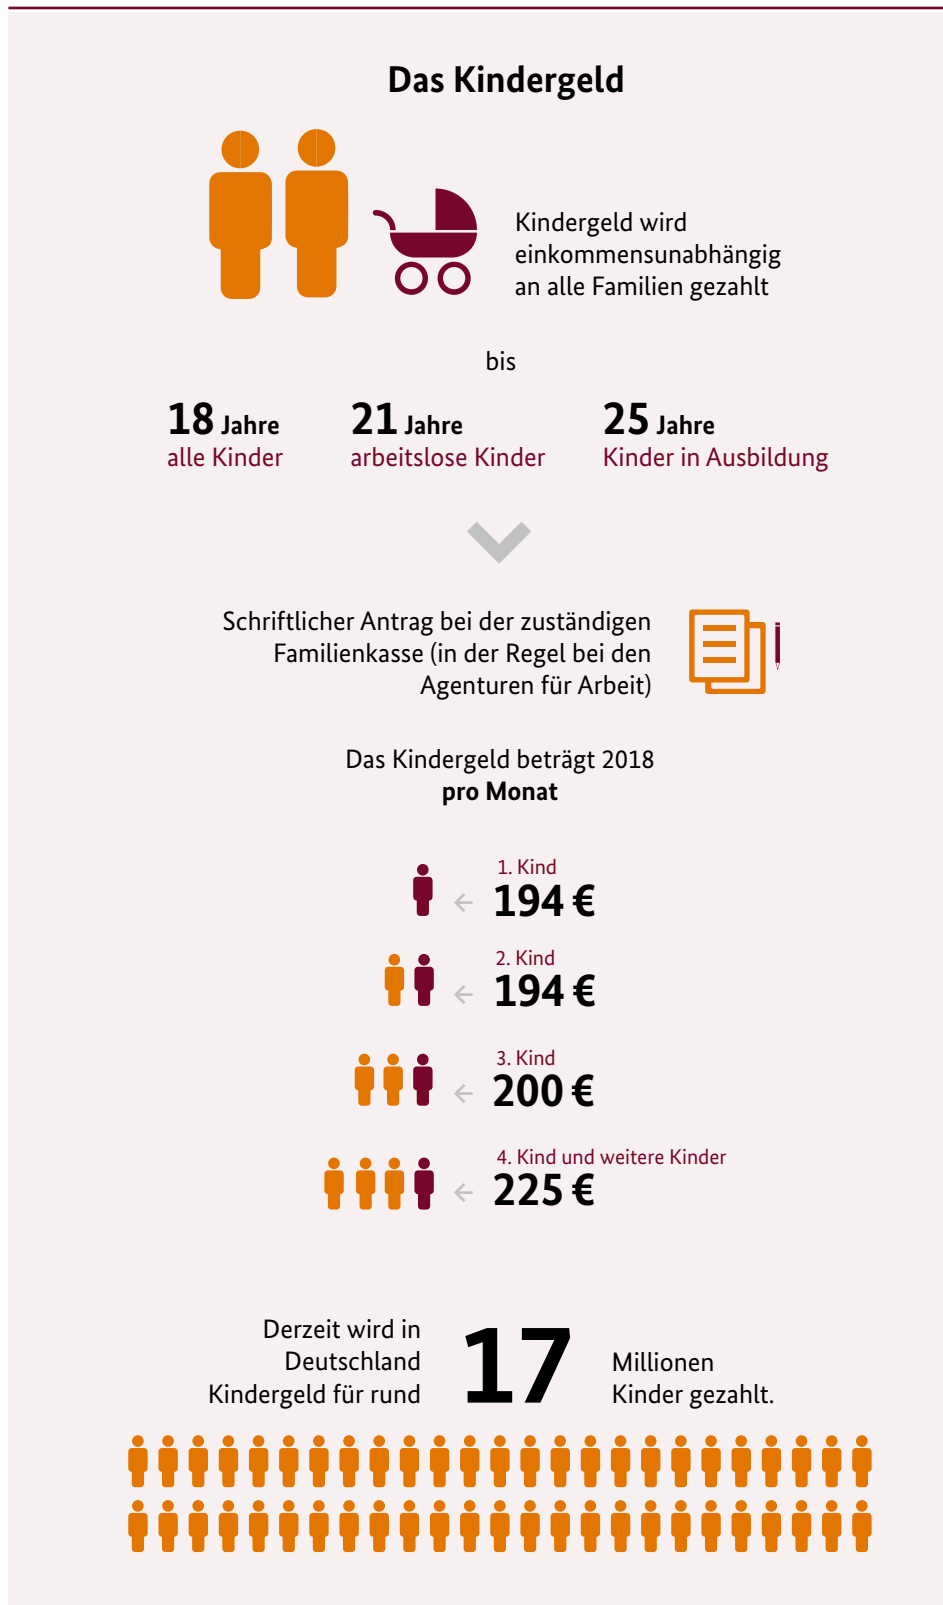 Das Kindergeld
Kindergeld wird
einkommensunabhängig
an alle Familien gezahlt
bis
18 Jahre
alle Kinder
21 Jahre
arbeitslose Kinder
25 Jahre
Kinder in Ausbildung
Schriftlicher Antrag bei der zuständigen
Familienkasse (in der Regel bei den
Agenturen für Arbeit)
Das Kindergeld beträgt 2018
pro Monat
1. Kind
194 €
2. Kind
194 €
3. Kind
200 €
4. Kind und weitere Kinder
225 €
Derzeit wird in
Deutschland
Kindergeld für rund
17
Millionen
Kinder gezahlt.